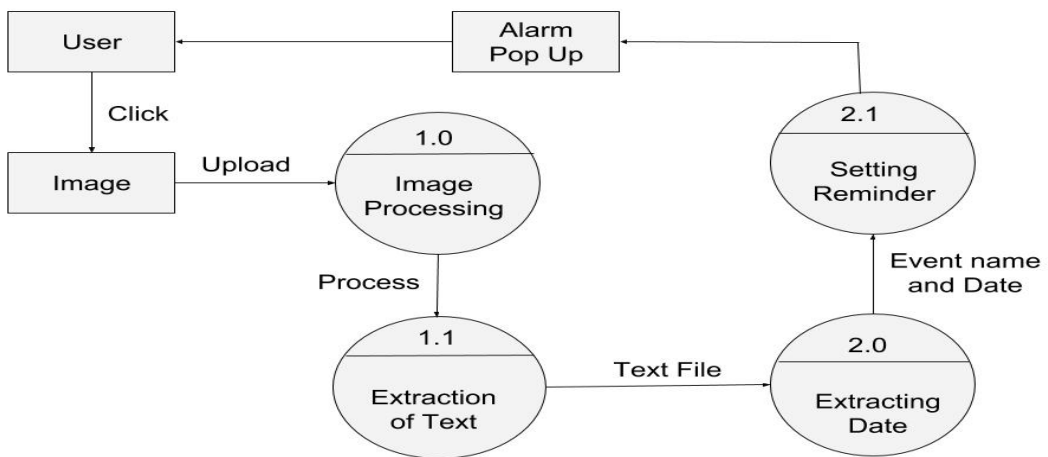 User
Alarm
Pop Up
Click
Image
Upload
1.0
Image
Processing
2.1
Setting
Reminder
Process
Event name
and Date
1.1
Extraction
of Text
Text File
2.0
Extracting
Date